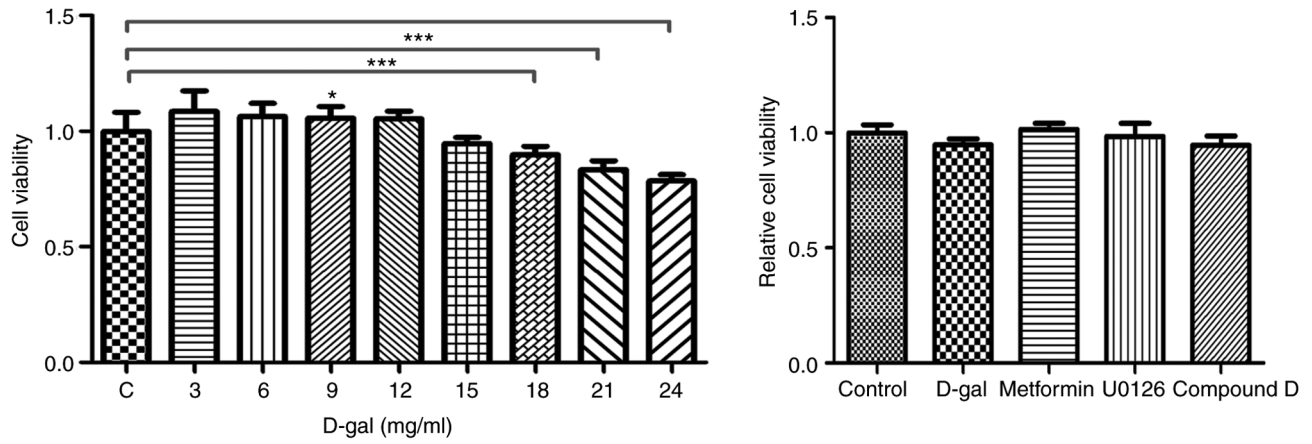 1.5
1.0
0.5
0.0
Cell viability
***
***
*
C 3 6 9 12 15 18 21 24
D-gal (mg/ml)
1.5
1.0
0.5
0.0
Relative cell viability
Control D-gal Metformin U0126 Compound D